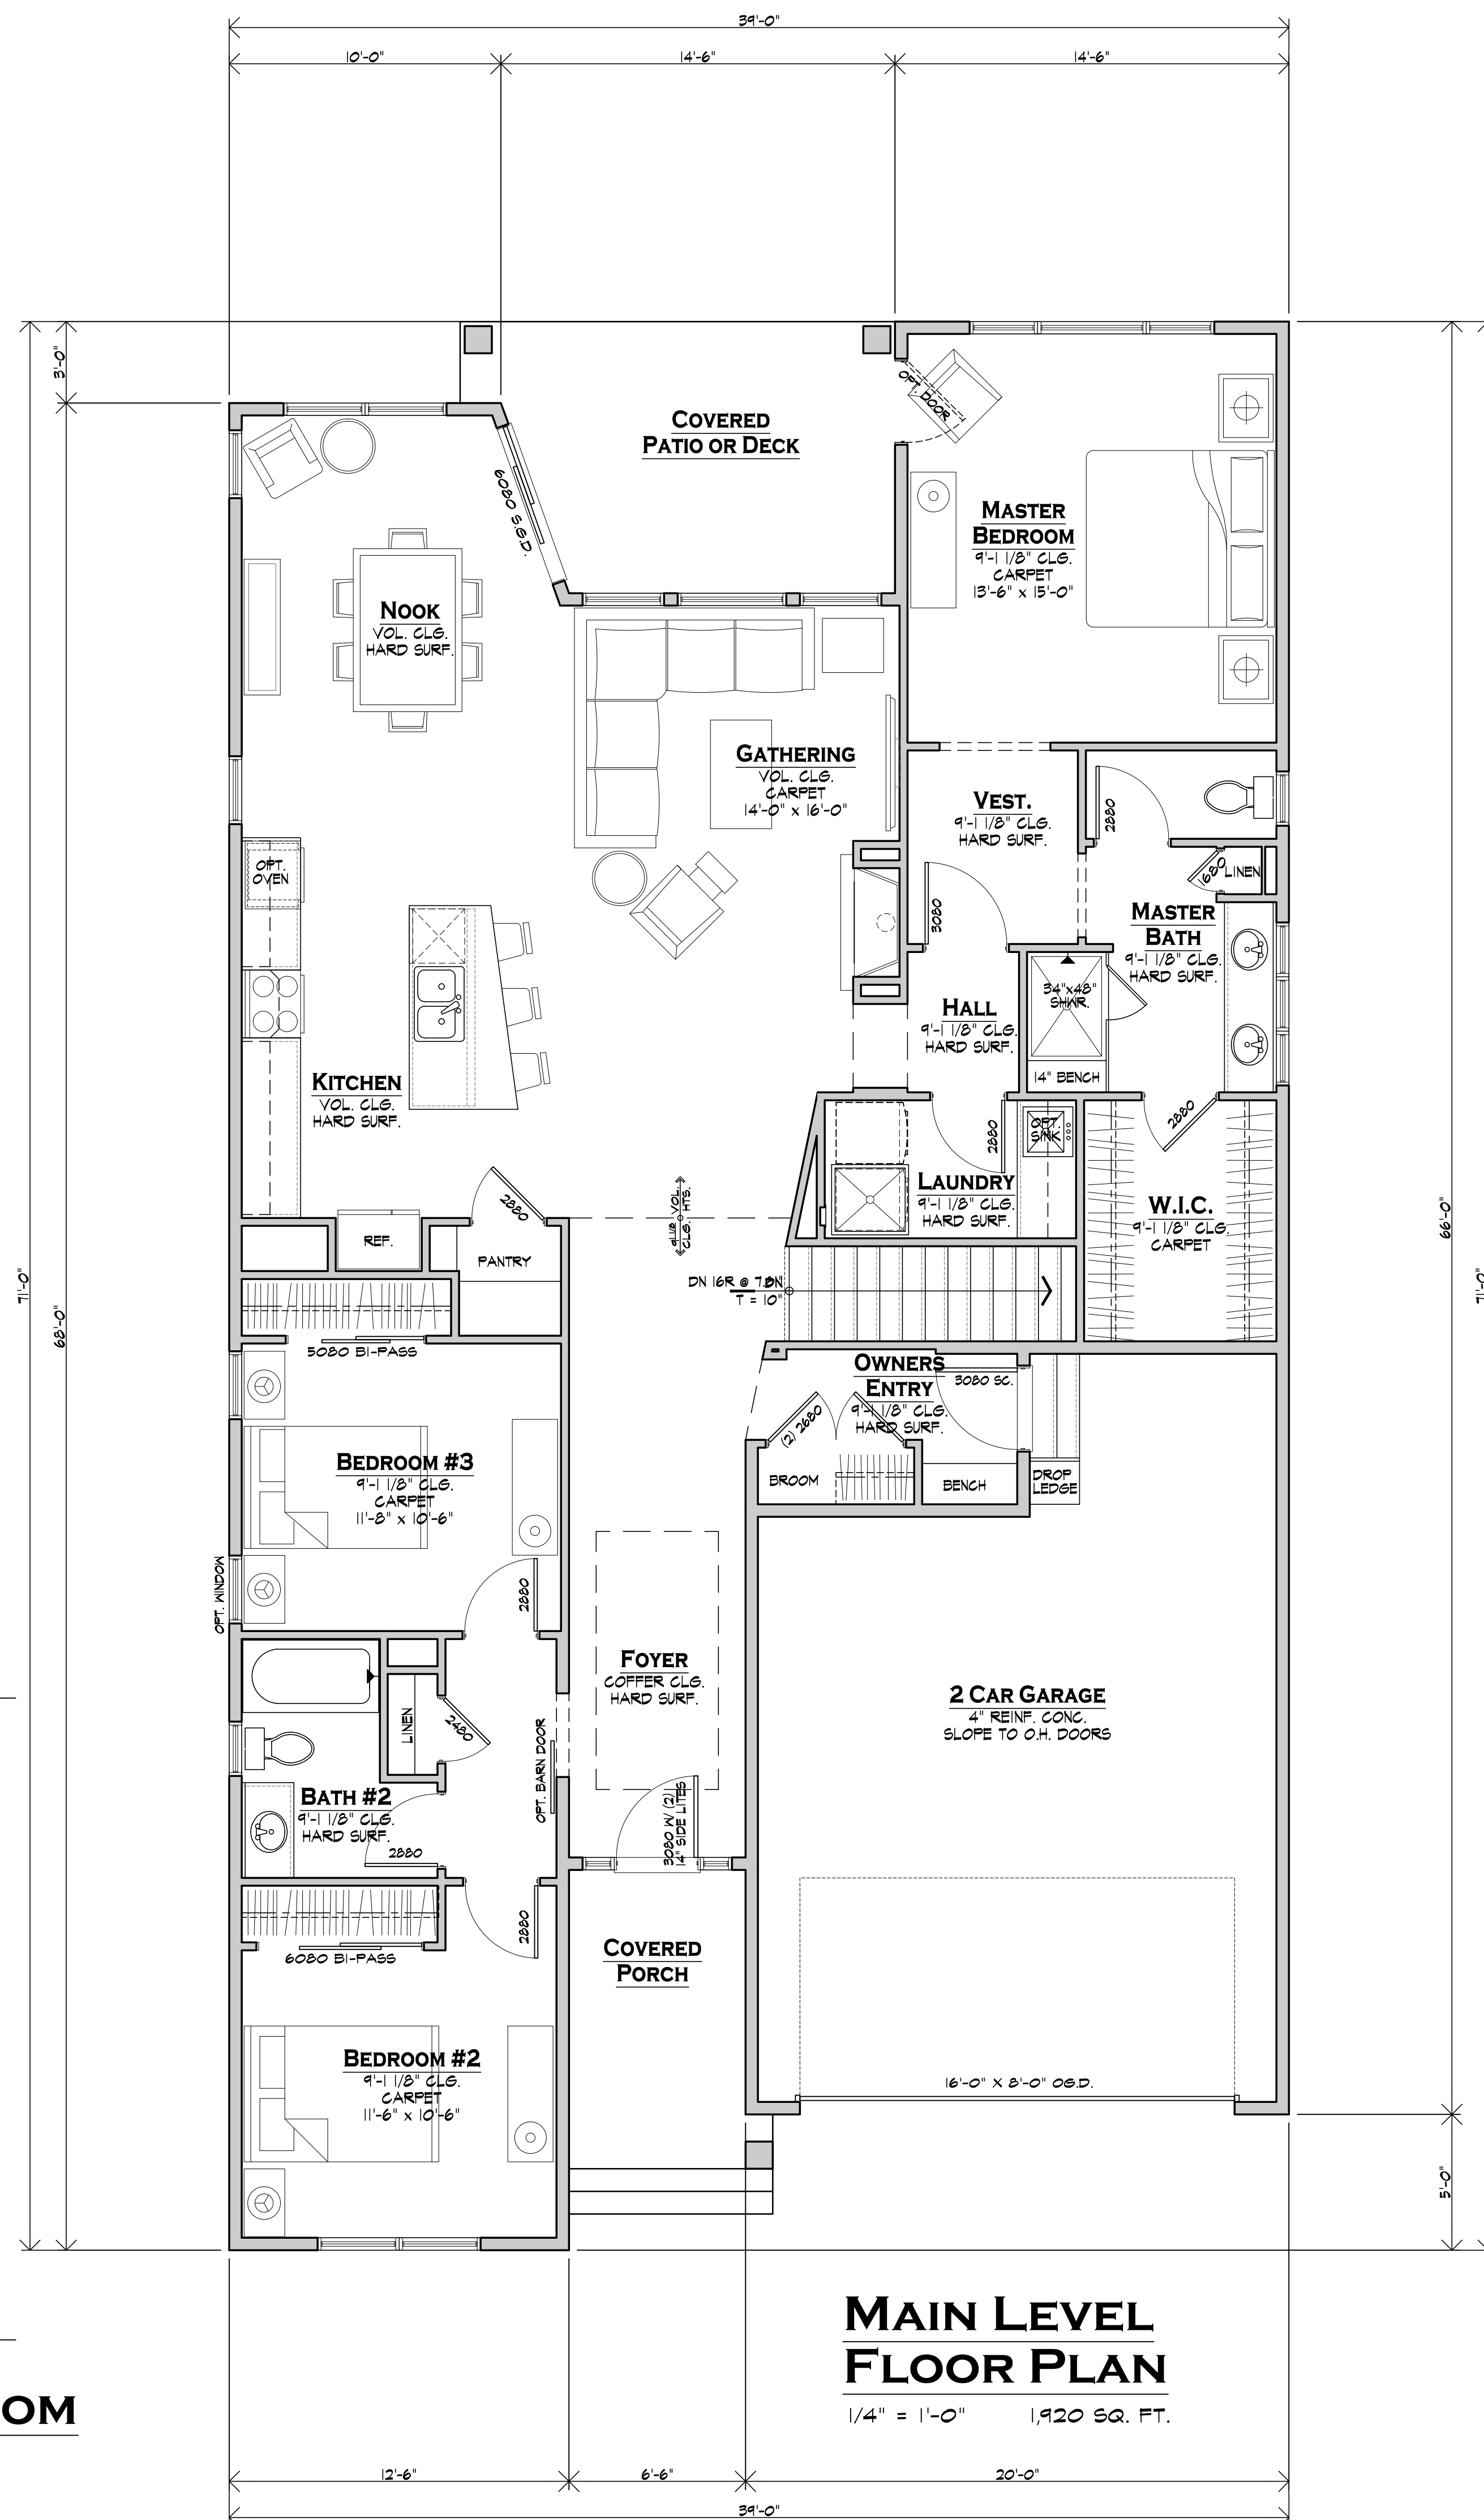 39'-0"
10'-0"
14'-6"
14'-6"
3'-0"
OPT. DOOR
COVERED
PATIO OR DECK
6080 S.G.D.
MASTER
BEDROOM
9'-1 1/8" CLG.
CARPET
13'-6" x 15'-0"
NOOK
VOL. CLG.
HARD SURF.
GATHERING
VOL. CLG.
CARPET
14'-0" x 16'-0"
VEST.
9'-1 1/8" CLG.
HARD SURF.
2880
OPT.
OVEN
1680
LINEN
3080
MASTER
BATH
9'-1 1/8" CLG.
HARD SURF.
34"x48"
SHWR.
HALL
9'-1 1/8" CLG.
HARD SURF.
14" BENCH
KITCHEN
VOL. CLG.
HARD SURF.
2880
2880
OPT.
SINK
LAUNDRY
9'-1 1/8" CLG.
HARD SURF.
2880
W.I.C.
9'-1 1/8" CLG.
CARPET
9'-1 1/8 VOL.
CLG. HTS.
REF.
PANTRY
66'-0"
71'-0"
68'-0"
71'-0"
DN 16R @ 7.
DN
T = 10"
5080 BI-PASS
OWNERS
ENTRY
9'-1 1/8" CLG.
HARD SURF.
3080 SC.
(2) 2680
BROOM
BENCH
DROP
LEDGE
BEDROOM #3
9'-1 1/8" CLG.
CARPET
11'-8" x 10'-6"
OPT. WINDOW
2880
FOYER
COFFER CLG.
HARD SURF.
2 CAR GARAGE
4" REINF. CONC.
SLOPE TO O.H. DOORS
LINEN
2480
OPT. BARN DOOR
BATH #2
9'-1 1/8" CLG.
HARD SURF.
2880
3080 W/ (2)
14" SIDE LITES
2880
6080 BI-PASS
COVERED
PORCH
BEDROOM #2
9'-1 1/8" CLG.
CARPET
11'-6" x 10'-6"
16'-0" X 8'-0" OG.D.
5'-0"
MAIN LEVEL
FLOOR PLAN
1/4" = 1'-0" 1,920 SQ. FT.
OM
12'-6"
6'-6"
20'-0"
39'-0"